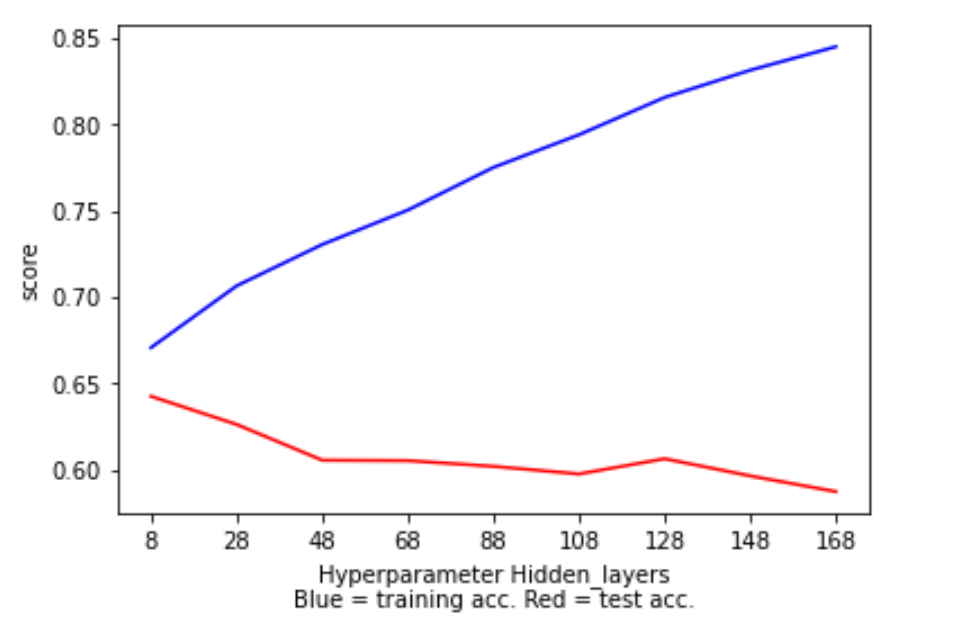 0.85
0.80
0.75
0.70
0.65
0.60
score
8 28 48 68 88 108 128 148 168
Hyperparameter Hidden_layers
Blue = training acc. Red = test acc.